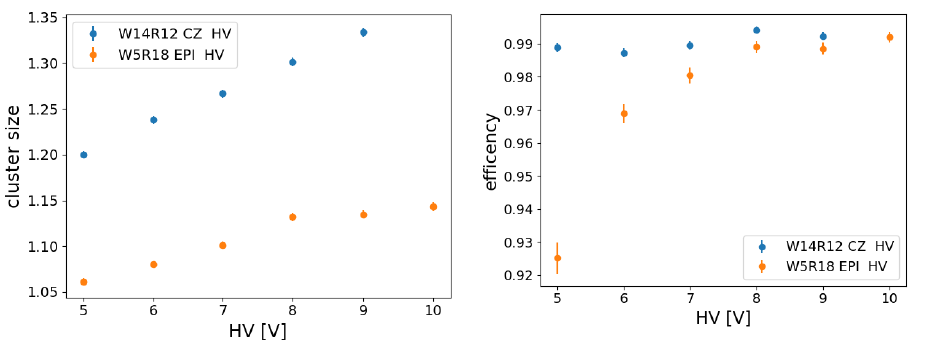 1.35
1.30
1.25
1.20
1.15
1.10
1.05
cluster size
W14R12 CZ HV
W5R18 EPI HV
5 6 7 8 9 10
HV [V]
0.99
0.98
0.97
0.96
0.95
0.94
0.93
0.92
efficency
W14R12 CZ HV
W5R18 EPI HV
5 6 7 8 9 10
HV [V]